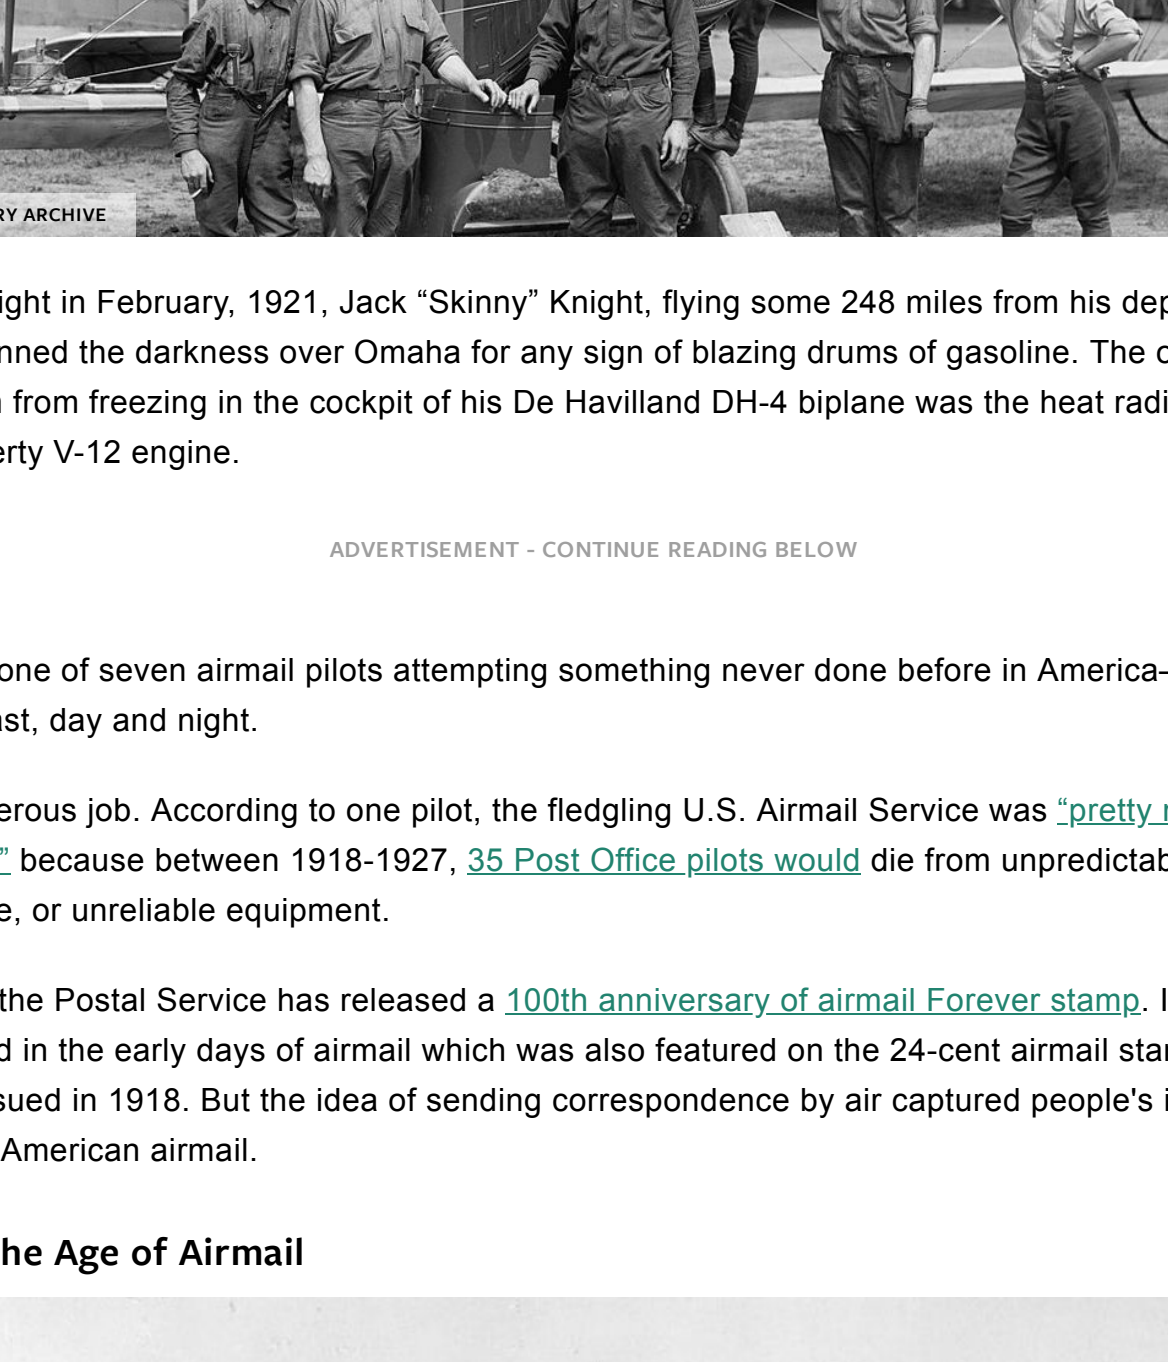 RY ARCHIVE
ight in February, 1921, Jack “Skinny” Knight, flying some 248 miles from his dep
nned the darkness over Omaha for any sign of blazing drums of gasoline. The
from freezing in the cockpit of his De Havilland DH-4 biplane was the heat radi
erty V-12 engine.
ADVERTISEMENT - CONTINUE READING BELOW
one of seven airmail pilots attempting something never done before in America–
ast, day and night.
erous job. According to one pilot, the fledgling U.S. Airmail Service was “pretty
” because between 1918-1927, 35 Post Office pilots would die from unpredictab
e, or unreliable equipment.
the Postal Service has released a 100th anniversary of airmail Forever stamp. I
d in the early days of airmail which was also featured on the 24-cent airmail star
sued in 1918. But the idea of sending correspondence by air captured people's i
American airmail.
he Age of Airmail